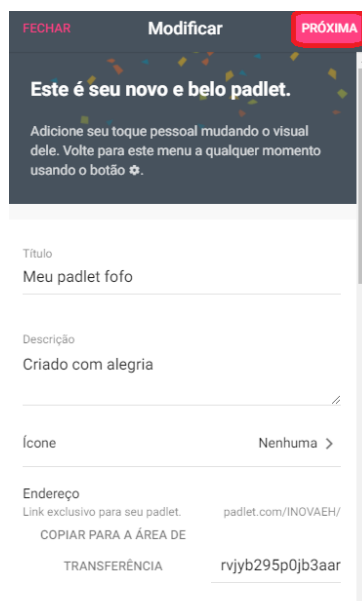 FECHAR Modificar PRÓXIMA
Este é seu novo e belo padlet.
Adicione seu toque pessoal mudando o visual
dele. Volte para este menu a qualquer momento
usando o botão ⚙.
Título
Meu padlet fofo
Descrição
Criado com alegria
Ícone Nenhuma >
Endereço
Link exclusivo para seu padlet. padlet.com/INOVAEH/
COPIAR PARA A ÁREA DE
TRANSFERÊNCIA rvjyb295p0jb3aar